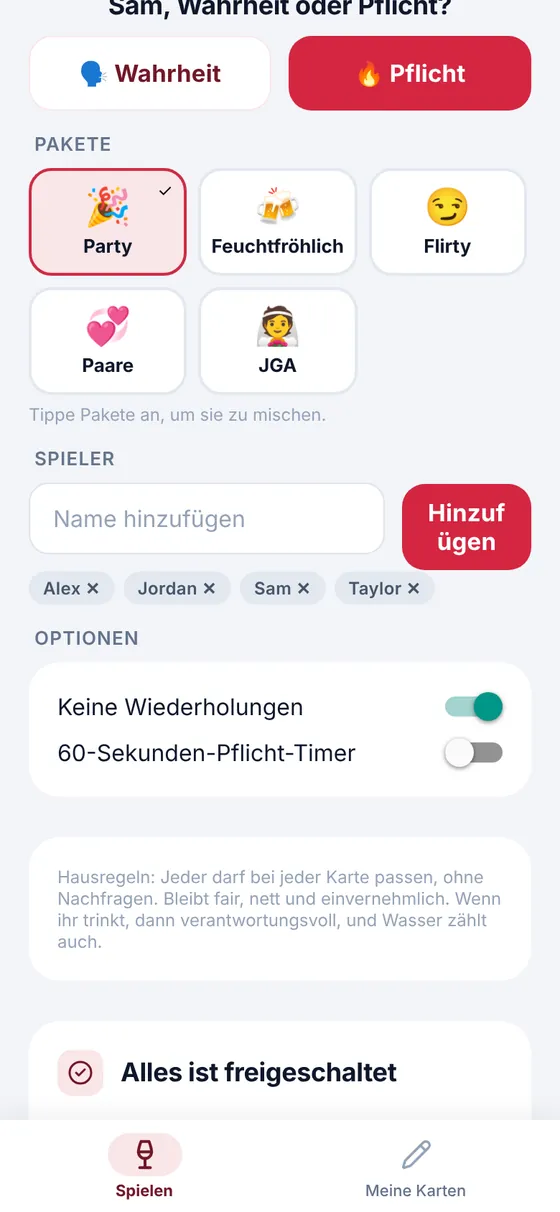 Sam, Wahrheit oder Pflicht?
Wahrheit
Pflicht
PAKETE
Party
Feuchtfröhlich
Flirty
Paare
JGA
Tippe Pakete an, um sie zu mischen.
SPIELER
Name hinzufügen
Hinzuf
ügen
Alex ✕
Jordan ✕
Sam ✕
Taylor ✕
OPTIONEN
Keine Wiederholungen
60-Sekunden-Pflicht-Timer
Hausregeln: Jeder darf bei jeder Karte passen, ohne
Nachfragen. Bleibt fair, nett und einvernehmlich. Wenn
ihr trinkt, dann verantwortungsvoll, und Wasser zählt
auch.
Alles ist freigeschaltet
Spielen
Meine Karten